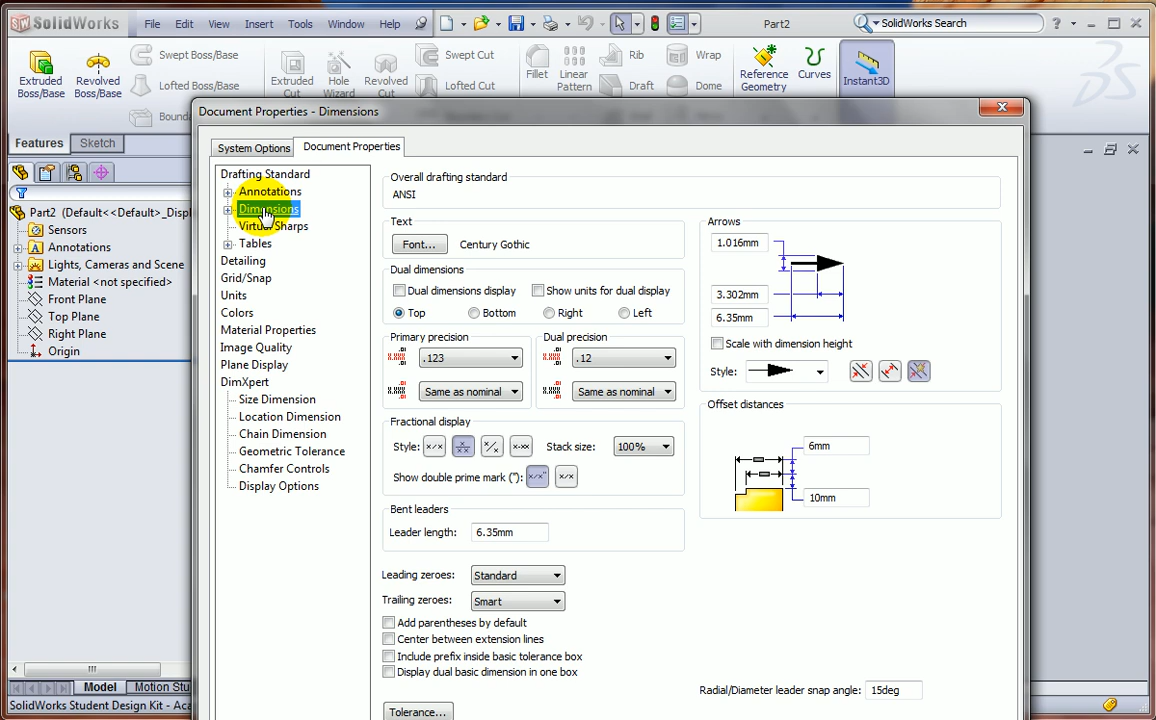 SolidWorks File Edit View Insert Tools Window Help Part2 SolidWorks Search ?
Extruded Boss/Base
Revolved Boss/Base
Swept Boss/Base
Lofted Boss/Base
Extruded Cut
Hole Wizard
Revolved Cut
Swept Cut
Lofted Cut
Fillet
Linear Pattern
Rib
Draft
Wrap
Dome
Reference Geometry
Curves
Instant3D
Features Sketch
Part2 (Default<<Default>_Displ
Sensors
Annotations
Lights, Cameras and Scene
Material <not specified>
Front Plane
Top Plane
Right Plane
Origin
Model Motion Stu
SolidWorks Student Design Kit - Aca
Document Properties - Dimensions
System Options Document Properties
Drafting Standard
Annotations
Dimensions
Virtual Sharps
Tables
Detailing
Grid/Snap
Units
Colors
Material Properties
Image Quality
Plane Display
DimXpert
Size Dimension
Location Dimension
Chain Dimension
Geometric Tolerance
Chamfer Controls
Display Options
Overall drafting standard
ANSI
Text
Font... Century Gothic
Dual dimensions
Dual dimensions display Show units for dual display
Top Bottom Right Left
Primary precision Dual precision
.123 .12
Same as nominal Same as nominal
Fractional display
Style: Stack size: 100%
Show double prime mark ("):
Bent leaders
Leader length: 6.35mm
Leading zeroes: Standard
Trailing zeroes: Smart
Add parentheses by default
Center between extension lines
Include prefix inside basic tolerance box
Display dual basic dimension in one box
Tolerance...
Arrows
1.016mm
3.302mm
6.35mm
Scale with dimension height
Style:
Offset distances
6mm
10mm
Radial/Diameter leader snap angle: 15deg